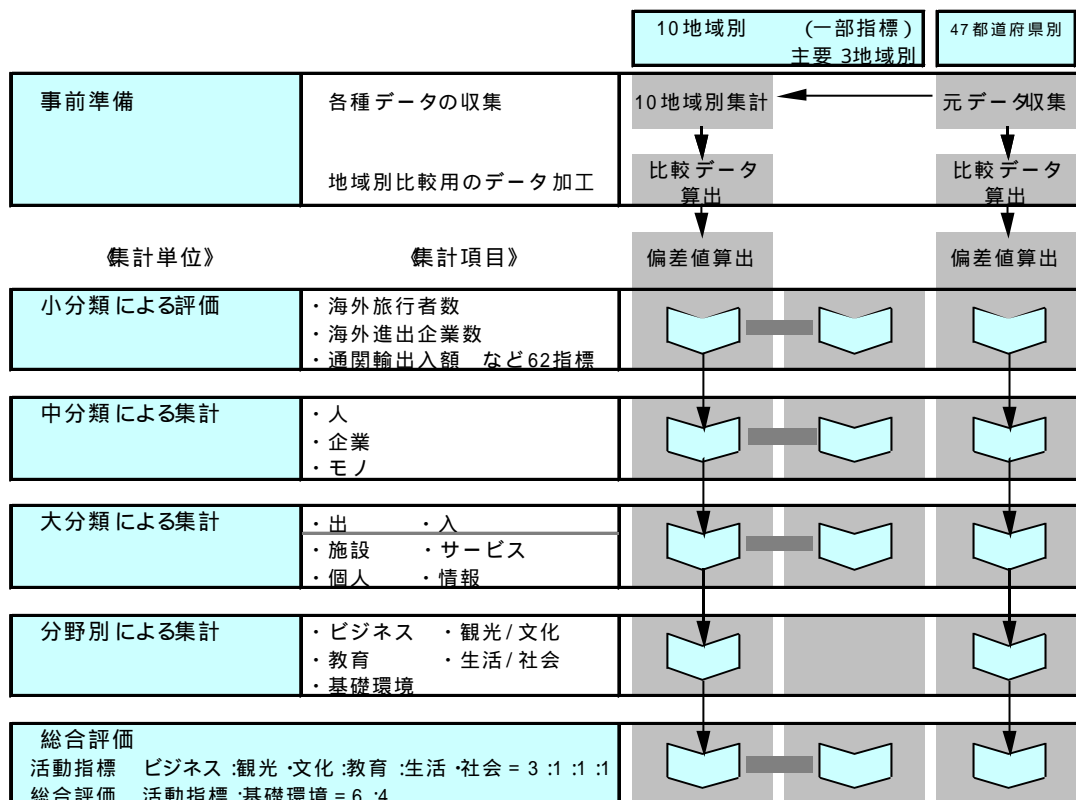 10地域別 (一部指標)
主要 3地域別
47都道府県別
事前準備
各種データの収集
地域別比較用のデータ加工
10地域別集計
元データ収集
比較データ
算出
比較データ
算出
《集計単位》
《集計項目》
偏差値算出
偏差値算出
小分類による評価
・海外旅行者数
・海外進出企業数
・通関輸出入額 など62指標
中分類による集計
・人
・企業
・モノ
大分類による集計
・出 ・入
・施設 ・サービス
・個人 ・情報
分野別による集計
・ビジネス ・観光/文化
・教育 ・生活/社会
・基礎環境
総合評価
活動指標 ビジネス:観光・文化:教育:生活・社会=3:1:1:1
総合評価 活動指標:基礎環境=6:4